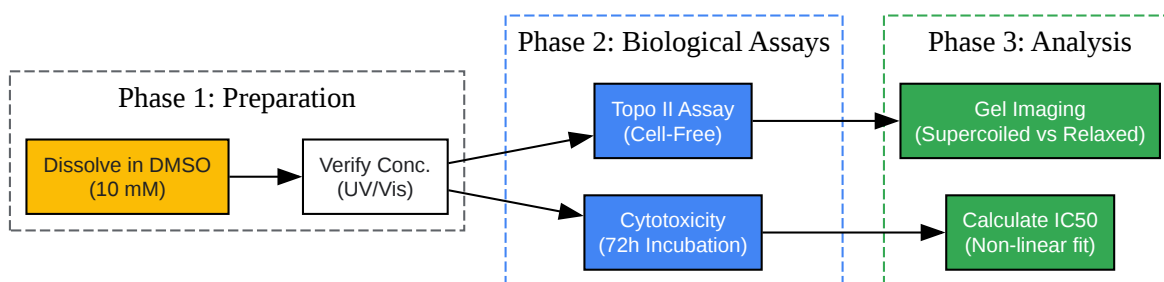 Phase 1: Preparation
Dissolve in DMSO
(10 mM)
Verify Conc.
(UV/Vis)
Phase 2: Biological Assays
Topo II Assay
(Cell-Free)
Cytotoxicity
(72h Incubation)
Phase 3: Analysis
Gel Imaging
(Supercoiled vs Relaxed)
Calculate IC50
(Non-linear fit)